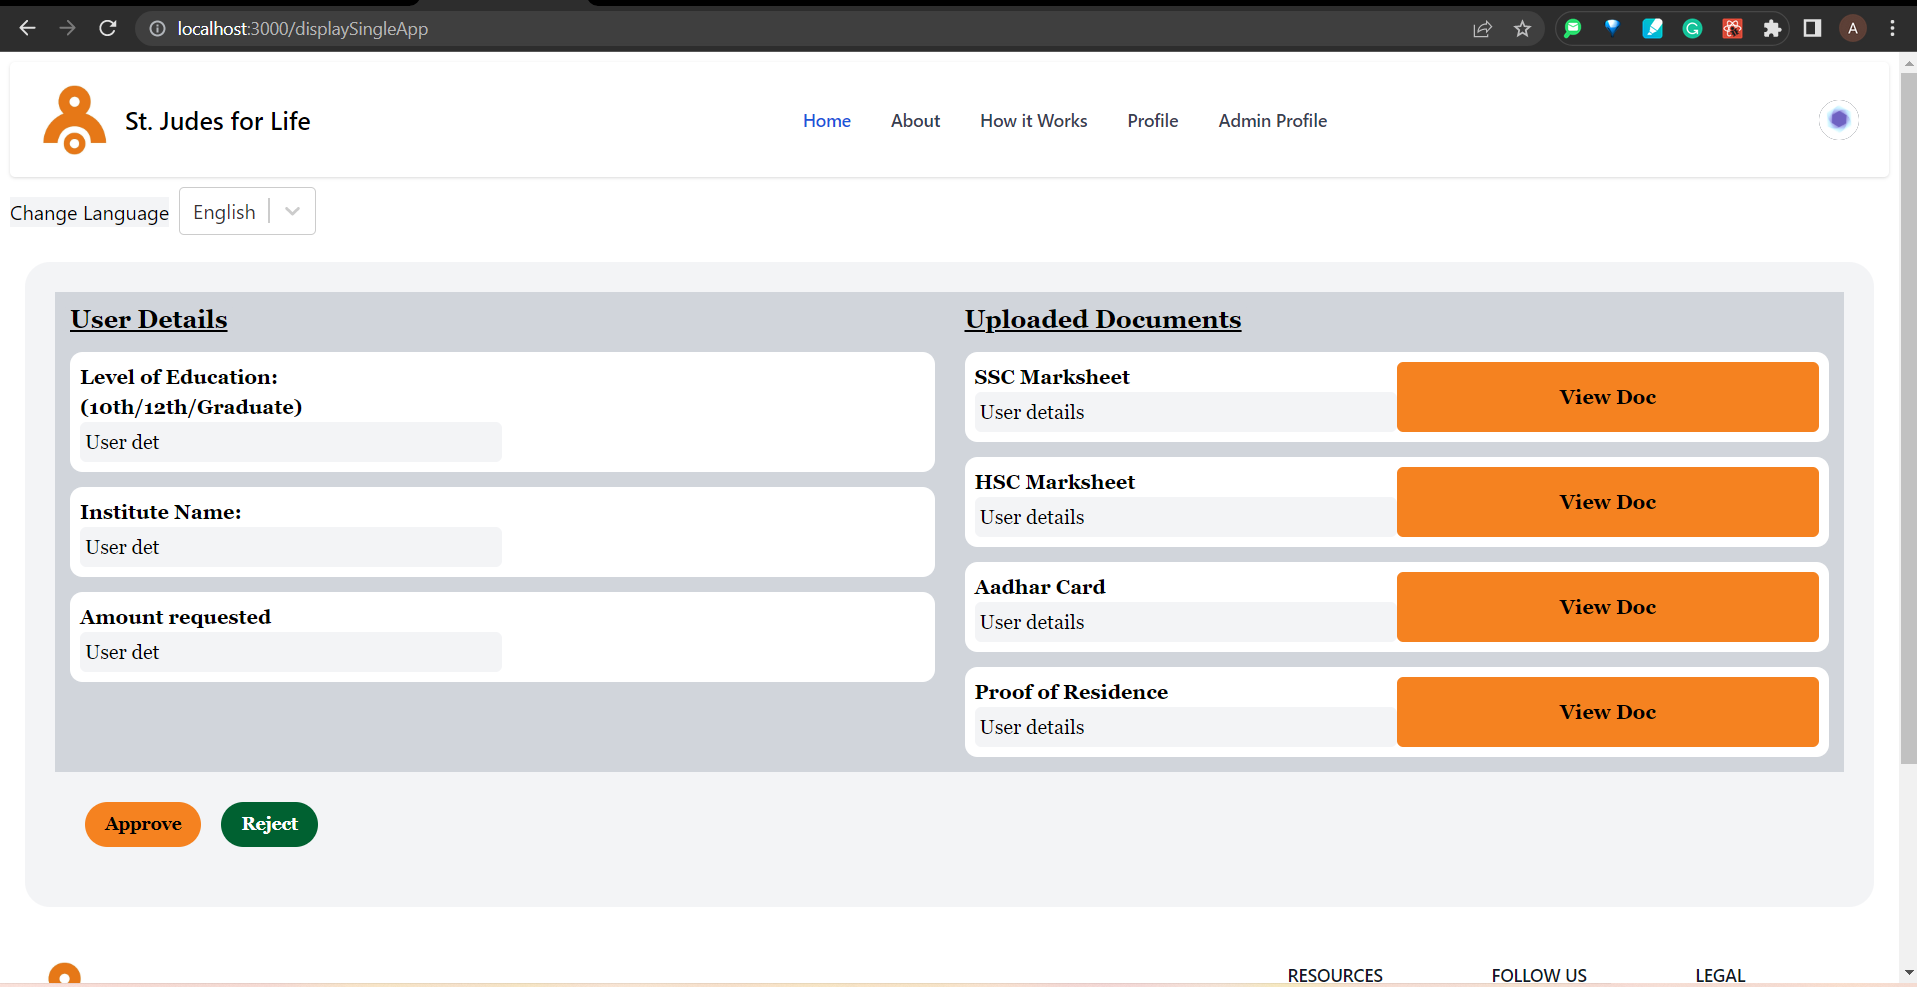 localhost:3000/displaySingleApp
A
St. Judes for Life
Home About How it Works Profile Admin Profile
Change Language English
User Details
Level of Education:
(10th/12th/Graduate)
User det
Institute Name:
User det
Amount requested
User det
Uploaded Documents
SSC Marksheet
User details
View Doc
HSC Marksheet
User details
View Doc
Aadhar Card
User details
View Doc
Proof of Residence
User details
View Doc
Approve Reject
RESOURCES FOLLOW US LEGAL